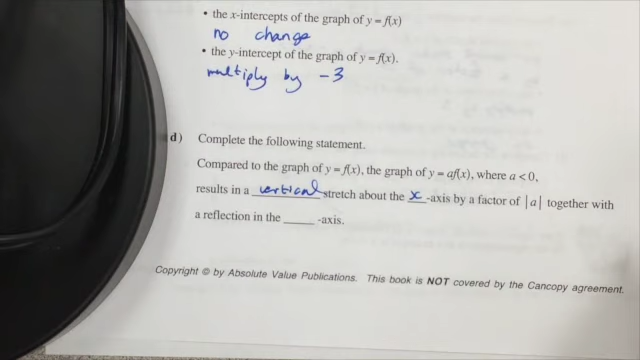 • the x-intercepts of the graph of y = f(x)
no change
• the y-intercept of the graph of y = f(x).
multiply by -3
d) Complete the following statement.
Compared to the graph of y = f(x), the graph of y = af(x), where a < 0,
results in a vertical stretch about the x -axis by a factor of |a| together with
a reflection in the _____ -axis.
Copyright © by Absolute Value Publications. This book is NOT covered by the Cancopy agreement.